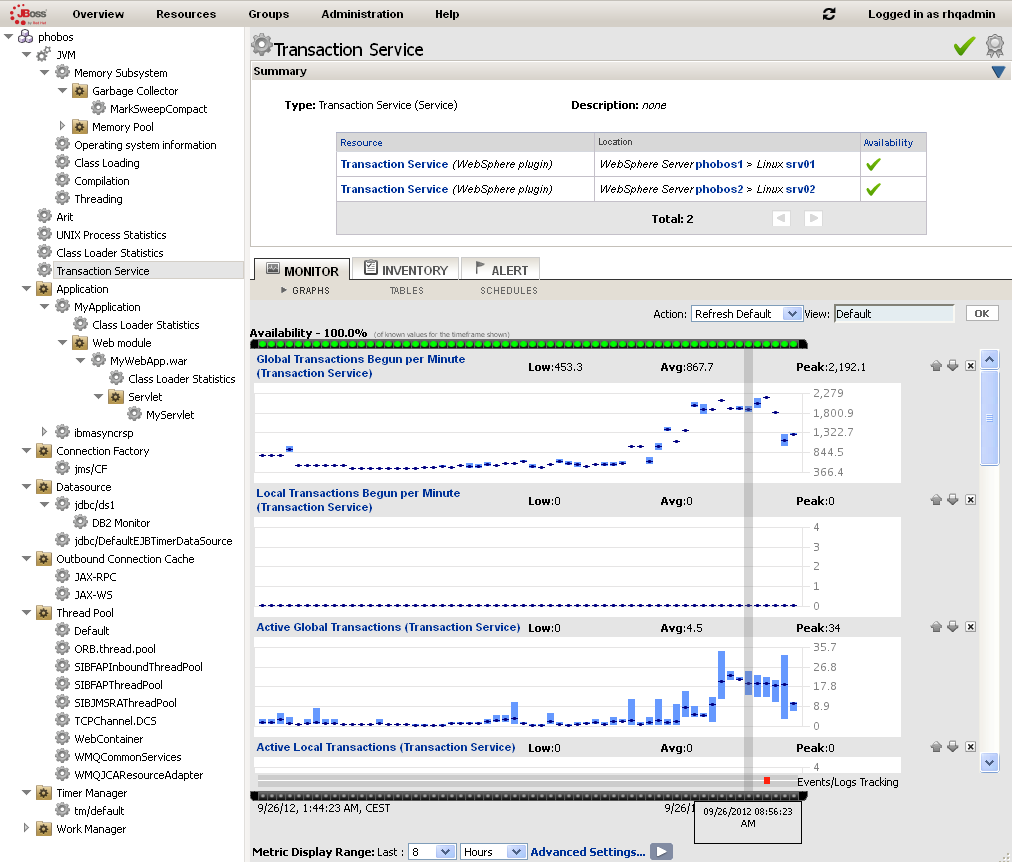 JBoss by Red Hat Overview Resources Groups Administration Help Logged in as rhqadmin
phobos
JVM
Memory Subsystem
Garbage Collector
MarkSweepCompact
Memory Pool
Operating system information
Class Loading
Compilation
Threading
Arit
UNIX Process Statistics
Class Loader Statistics
Transaction Service
Application
MyApplication
Class Loader Statistics
Web module
MyWebApp.war
Class Loader Statistics
Servlet
MyServlet
ibmasyncrsp
Connection Factory
jms/CF
Datasource
jdbc/ds1
DB2 Monitor
jdbc/DefaultEJBTimerDataSource
Outbound Connection Cache
JAX-RPC
JAX-WS
Thread Pool
Default
ORB.thread.pool
SIBFAPInboundThreadPool
SIBFAPThreadPool
SIBJMSRAThreadPool
TCPChannel.DCS
WebContainer
WMQCommonServices
WMQJCAResourceAdapter
Timer Manager
tm/default
Work Manager
Transaction Service
Summary
Type: Transaction Service (Service) Description: none
Resource Location Availability
Transaction Service (WebSphere plugin) WebSphere Server phobos1 > Linux srv01
Transaction Service (WebSphere plugin) WebSphere Server phobos2 > Linux srv02
Total: 2
MONITOR INVENTORY ALERT
GRAPHS TABLES SCHEDULES
Action: Refresh Default View: Default OK
Availability - 100.0% (of known values for the timeframe shown)
Global Transactions Begun per Minute
(Transaction Service)
Low:453.3 Avg:867.7 Peak:2,192.1
2,279
1,800.9
1,322.7
844.5
366.4
Local Transactions Begun per Minute
(Transaction Service)
Low:0 Avg:0 Peak:0
4
3
2
1
0
Active Global Transactions (Transaction Service) Low:0 Avg:4.5 Peak:34
35.7
26.8
17.8
8.9
0
Active Local Transactions (Transaction Service) Low:0 Avg:0 Peak:0
4
Events/Logs Tracking
9/26/12, 1:44:23 AM, CEST 9/26/1
09/26/2012 08:56:23
AM
Metric Display Range: Last : 8 Hours Advanced Settings...